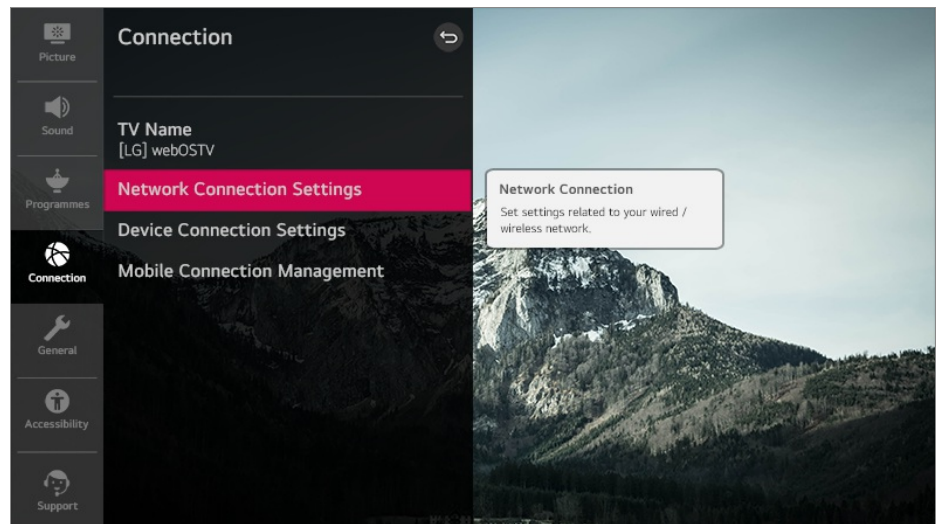 Picture
Sound
Programmes
Connection
General
Accessibility
Support
Connection
TV Name
[LG] webOSTV
Network Connection Settings
Device Connection Settings
Mobile Connection Management
Network Connection
Set settings related to your wired /
wireless network.